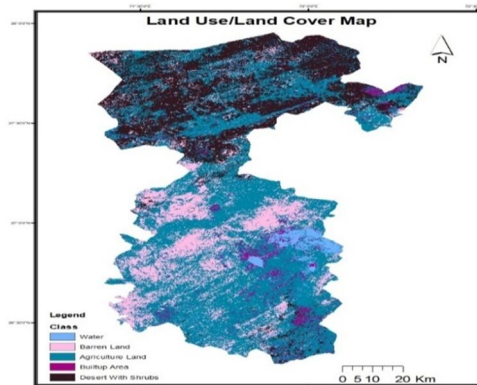 Land Use/Land Cover Map
N
Legend
Class
Water
Barren Land
Agriculture Land
Builtup Area
Desert With Shrubs
0 5 10 20 Km